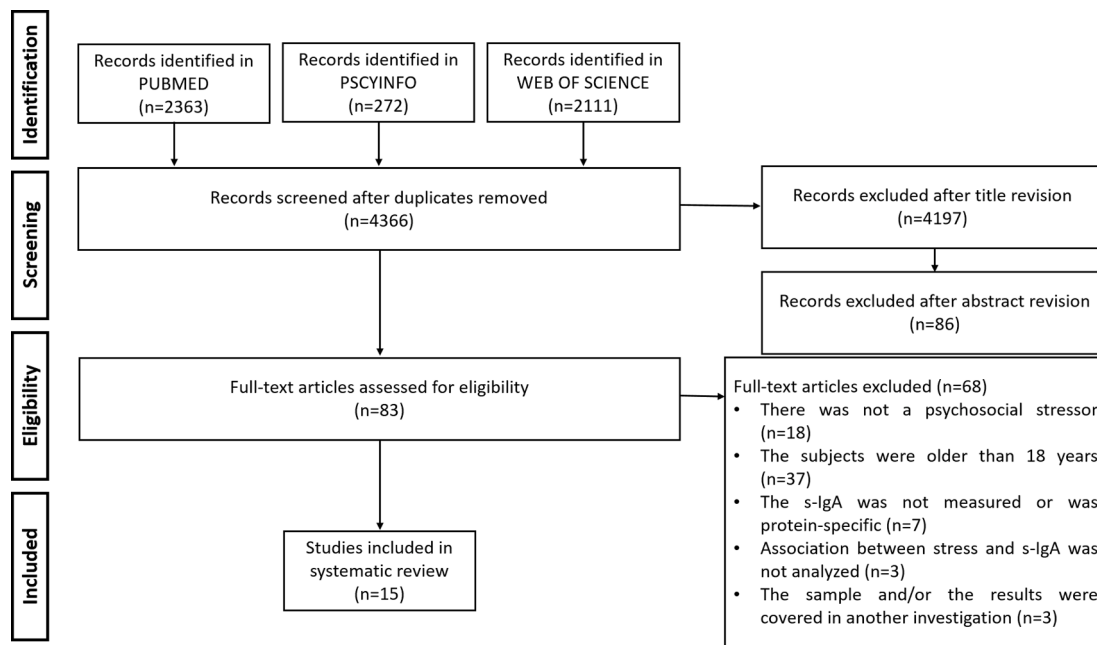 Identification
Records identified in
PUBMED
(n=2363)
Records identified in
PSCYINFO
(n=272)
Records identified in
WEB OF SCIENCE
(n=2111)
Screening
Records screened after duplicates removed
(n=4366)
Records excluded after title revision
(n=4197)
Records excluded after abstract revision
(n=86)
Eligibility
Full-text articles assessed for eligibility
(n=83)
Full-text articles excluded (n=68)
• There was not a psychosocial stressor
(n=18)
• The subjects were older than 18 years
(n=37)
• The s-IgA was not measured or was
protein-specific (n=7)
• Association between stress and s-IgA was
not analyzed (n=3)
• The sample and/or the results were
covered in another investigation (n=3)
Included
Studies included in
systematic review
(n=15)